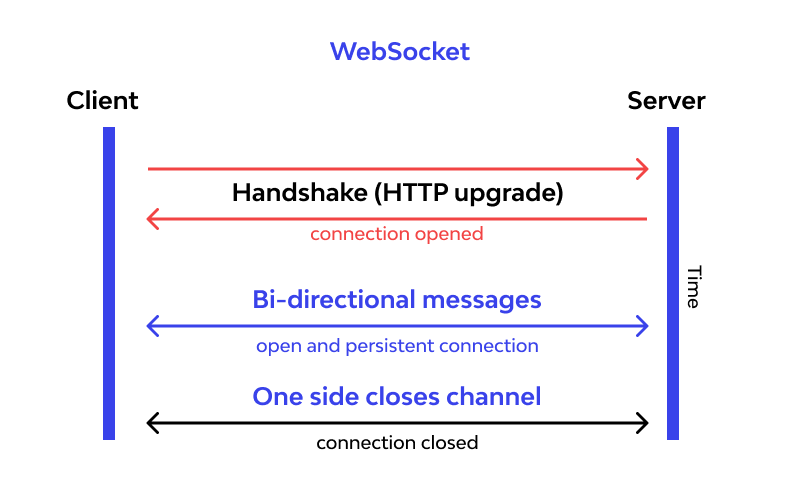 WebSocket
Client
Server
Handshake (HTTP upgrade)
connection opened
Time
Bi-directional messages
open and persistent connection
One side closes channel
connection closed